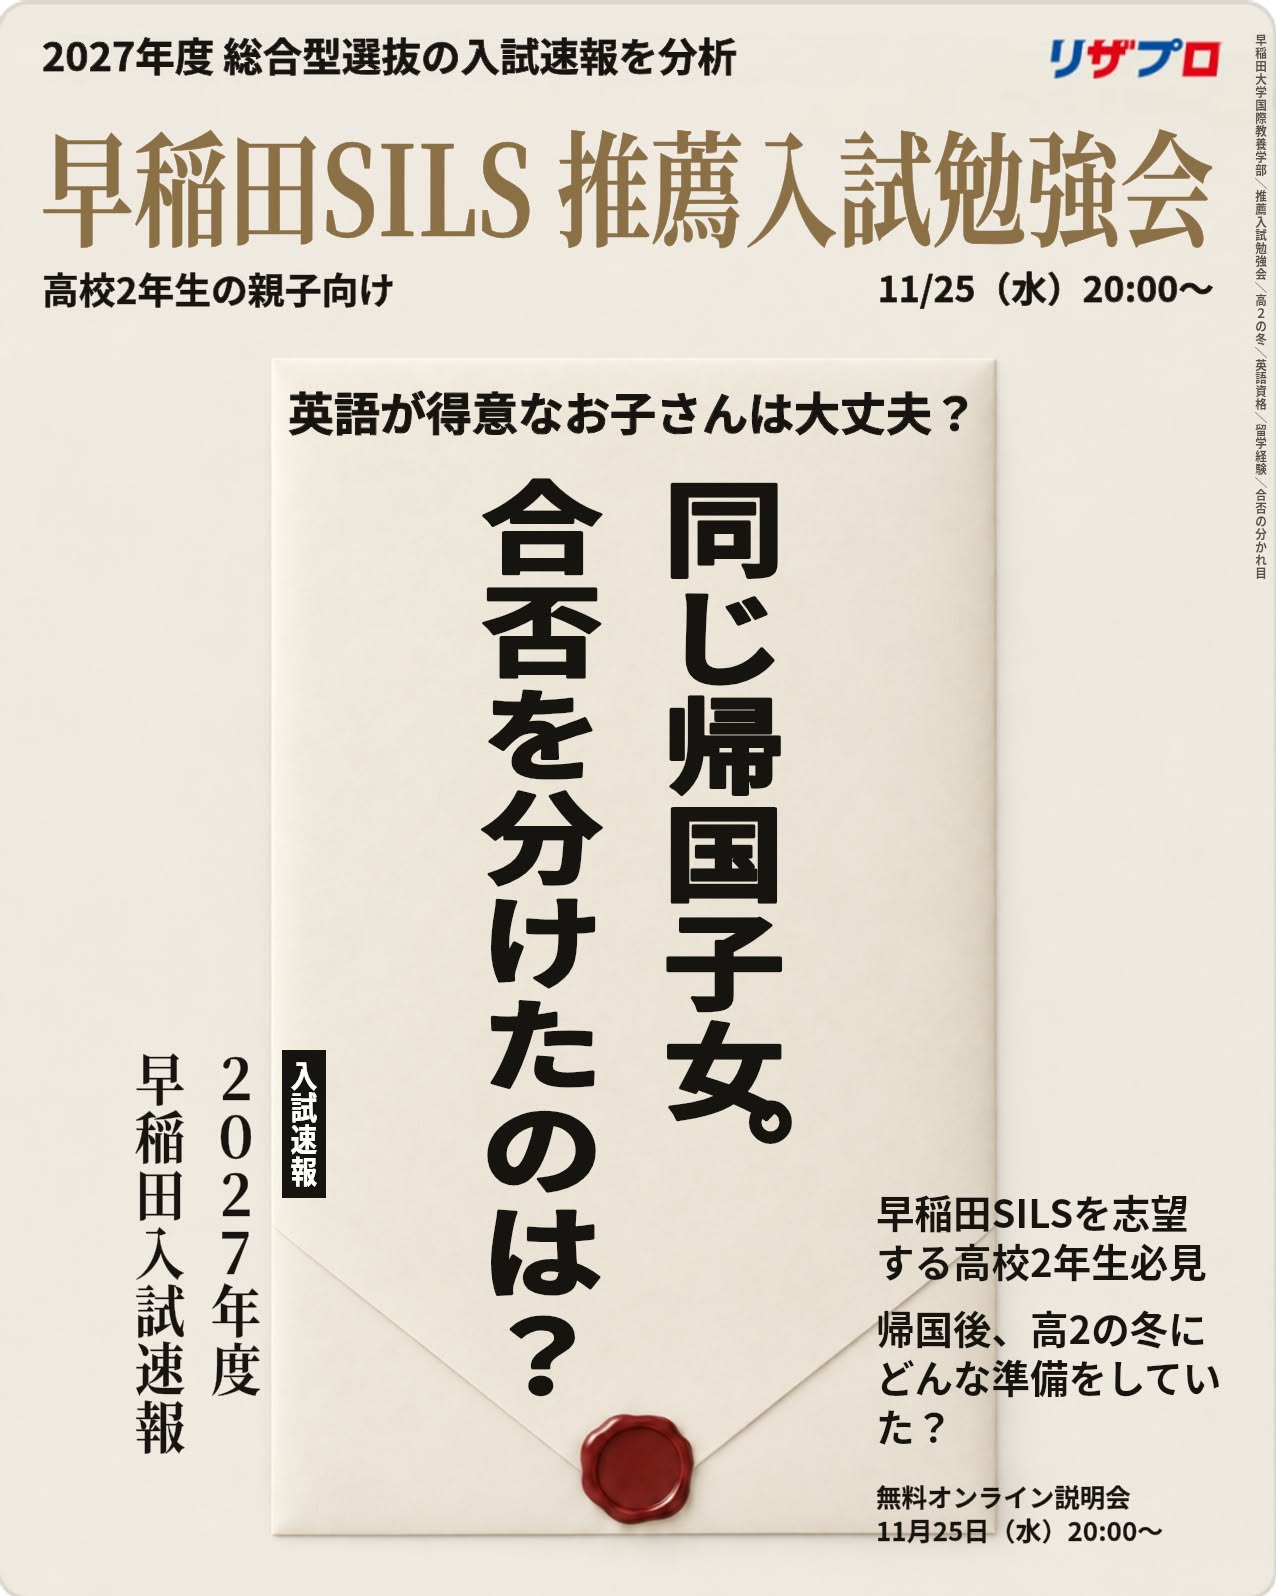 2027年度 総合型選抜の入試速報を分析
リザプロ
早稲田SILS 推薦入試勉強会
高校2年生の親子向け
11/25（水）20:00〜
早稲田大学国際教養学部／推薦入試勉強会／高2の冬／英語資格／留学経験／合否の分かれ目
英語が得意なお子さんは大丈夫？
同じ帰国子女。
合否を分けたのは？
入試速報
2027年度
早稲田入試速報
早稲田SILSを志望
する高校2年生必見
帰国後、高2の冬に
どんな準備をしてい
た？
無料オンライン説明会
11月25日（水）20:00〜